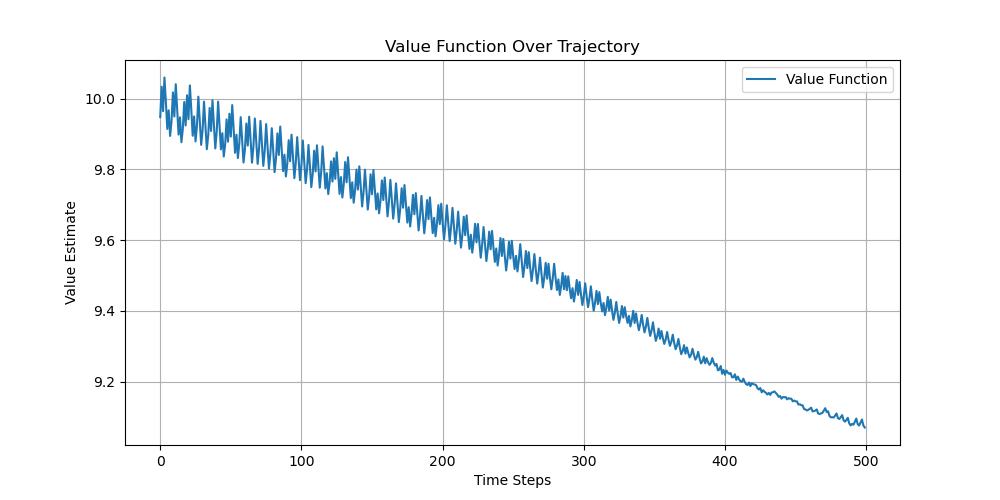 Value Function Over Trajectory
Value Function
Value Estimate
10.0
9.8
9.6
9.4
9.2
0
100
200
300
400
500
Time Steps